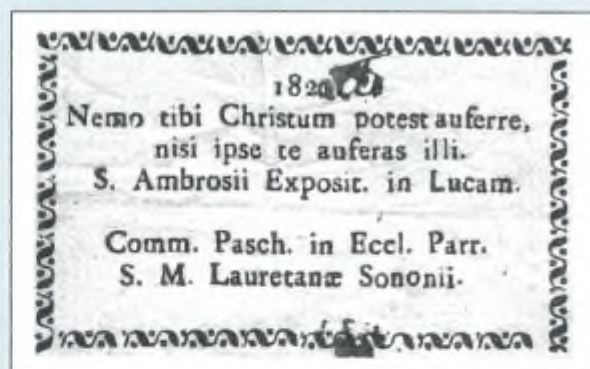 Nemo tibi Christum potest auferre,
nisi ipse te auferas illi.
S. Ambrosii Exposit. in Lucam.
Comm. Pasch. in Eccl. Parr.
S. M. Lauretanæ Sononii.